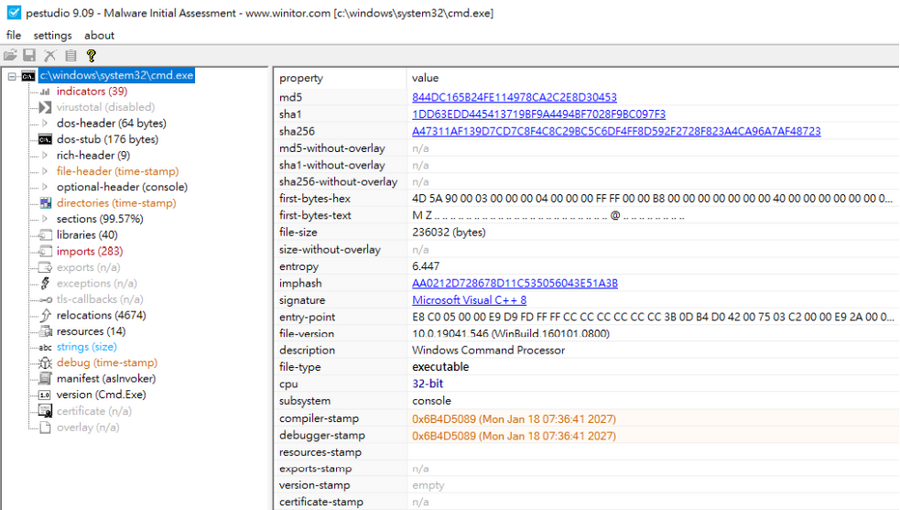 pestudio 9.09 - Malware Initial Assessment - www.winitor.com [c:\windows\system32\cmd.exe]
file settings about
c:\windows\system32\cmd.exe
indicators (39)
virustotal (disabled)
dos-header (64 bytes)
dos-stub (176 bytes)
rich-header (9)
file-header (time-stamp)
optional-header (console)
directories (time-stamp)
sections (99.57%)
libraries (40)
imports (283)
exports (n/a)
exceptions (n/a)
tls-callbacks (n/a)
relocations (4674)
resources (14)
strings (size)
debug (time-stamp)
manifest (asInvoker)
version (Cmd.Exe)
certificate (n/a)
overlay (n/a)
property value
md5 844DC165B24FE114978CA2C2E8D30453
sha1 1DD63EDD445413719BF9A4494BF7028F9BC097F3
sha256 A47311AF139D7CD7C8F4C8C29BC5C6DF4FF8D592F2728F823A4CA96A7AF48723
md5-without-overlay n/a
sha1-without-overlay n/a
sha256-without-overlay n/a
first-bytes-hex 4D 5A 90 00 03 00 00 00 04 00 00 00 FF FF 00 00 B8 00 00 00 00 00 00 00 40 00 00 00 00 00 00 0...
first-bytes-text M Z .. .. .. .. .. .. .. .. .. .. .. .. .. .. .. .. .. .. .. .. @ .. .. .. .. .. .. ..
file-size 236032 (bytes)
size-without-overlay n/a
entropy 6.447
imphash AA0212D728678D11C535056043E51A3B
signature Microsoft Visual C++ 8
entry-point E8 C0 05 00 00 E9 D9 FD FF FF CC CC CC CC CC CC 3B 0D B4 D0 42 00 75 03 C2 00 00 E9 2A 00 0...
file-version 10.0.19041.546 (WinBuild.160101.0800)
description Windows Command Processor
file-type executable
cpu 32-bit
subsystem console
compiler-stamp 0x6B4D5089 (Mon Jan 18 07:36:41 2027)
debugger-stamp 0x6B4D5089 (Mon Jan 18 07:36:41 2027)
resources-stamp
exports-stamp n/a
version-stamp empty
certificate-stamp n/a